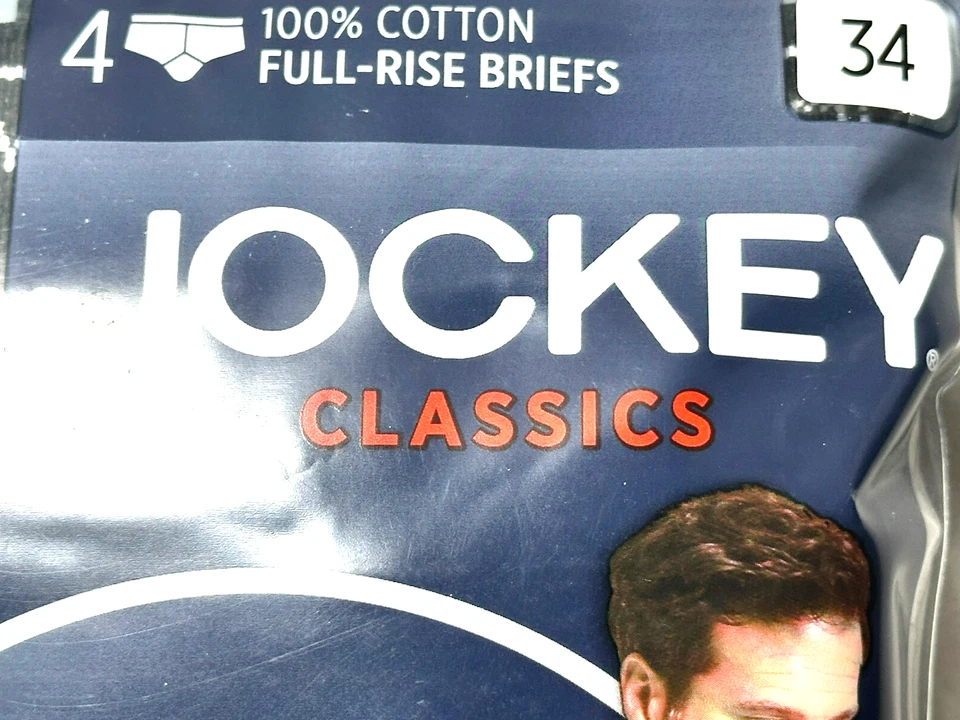 4 100% COTTON
FULL-RISE BRIEFS
34
JOCKEY®
CLASSICS